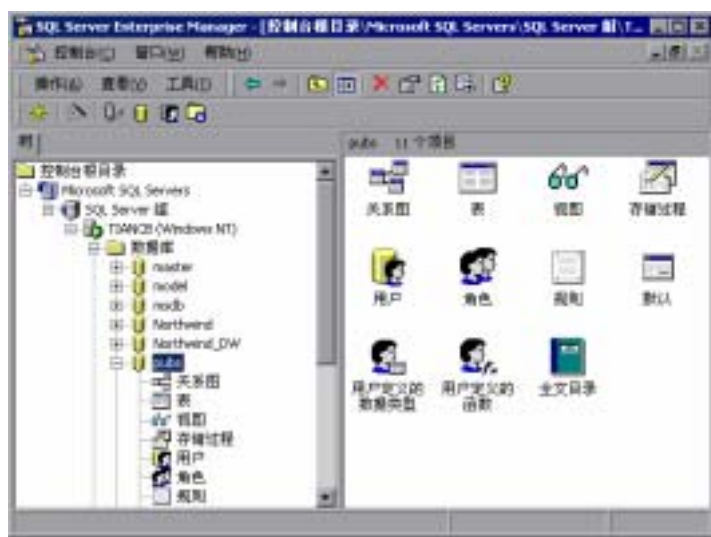 SQL Server Enterprise Manager - [控制台根目录\Microsoft SQL Servers\SQL Server 组\T...
控制台(C) 窗口(W) 帮助(H)
操作(A) 查看(V) 工具(T)
树
pubs 11 个项目
控制台根目录
Microsoft SQL Servers
SQL Server 组
(Windows NT)
数据库
master
model
msdb
Northwind
Northwind_DW
pubs
关系图
表
视图
存储过程
用户
角色
规则
关系图 表 视图 存储过程
用户 角色 规则 默认
用户定义的数据类型 用户定义的函数 全文目录